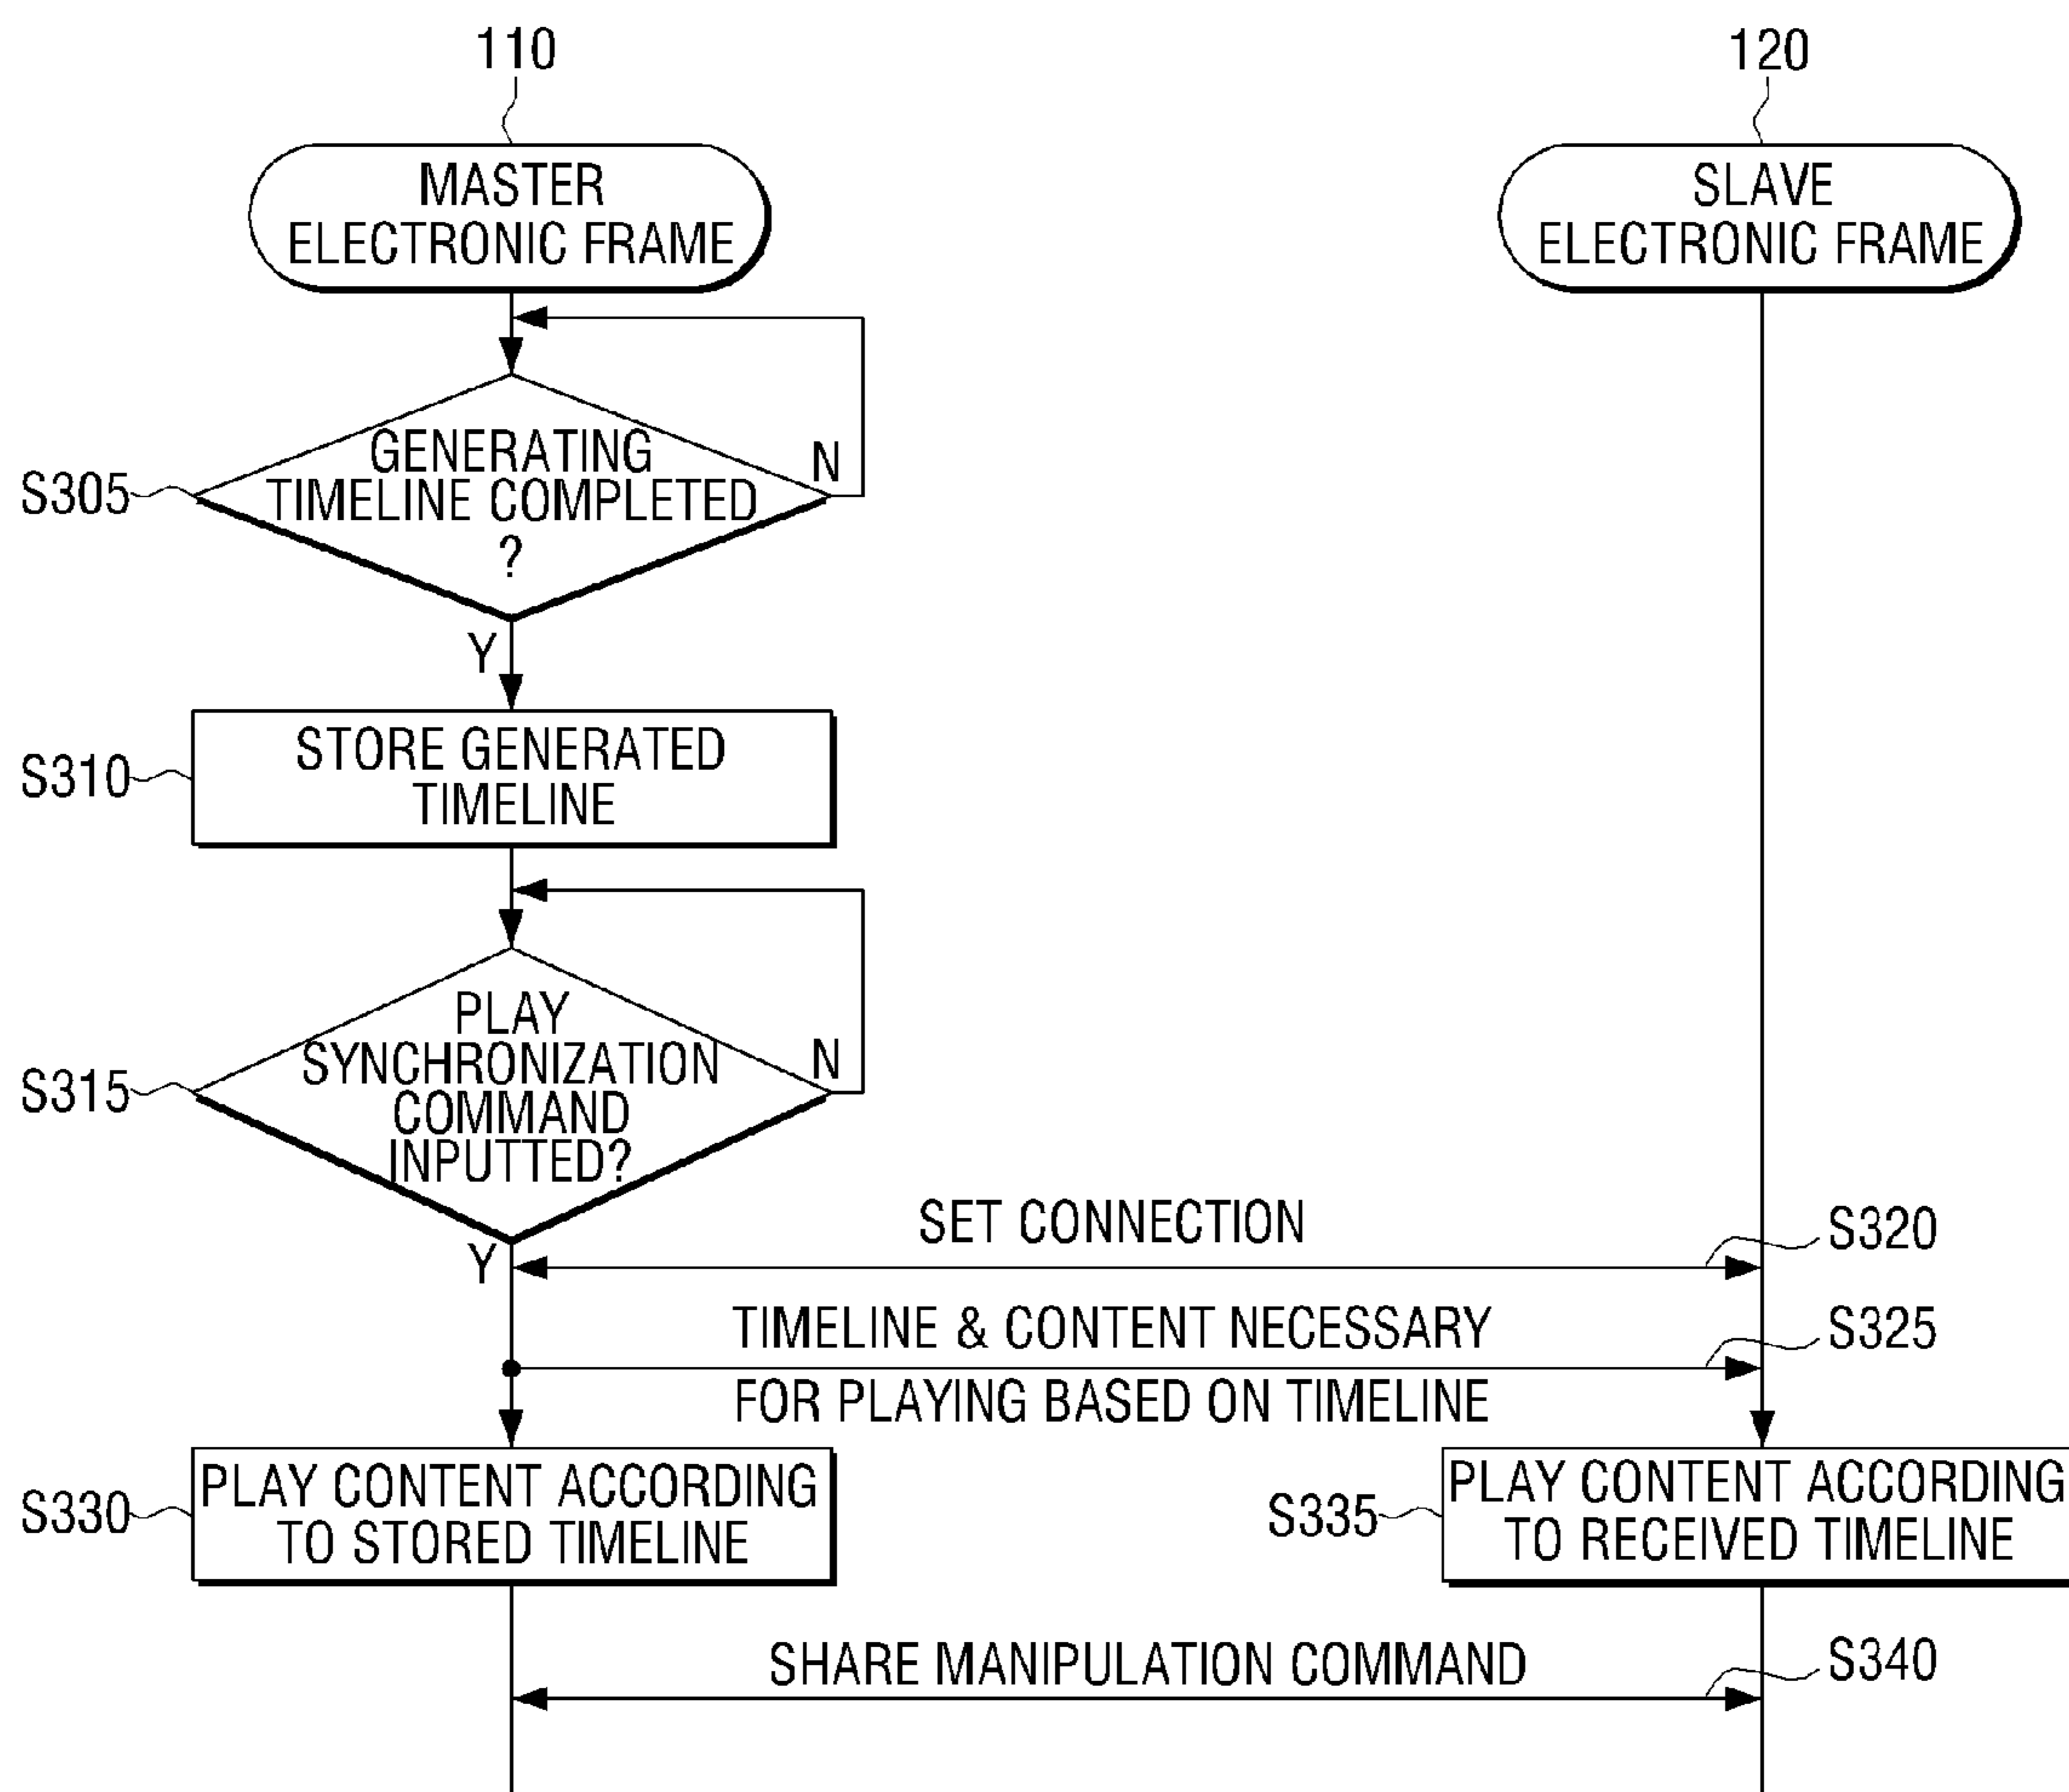 110
120
MASTER
ELECTRONIC FRAME
SLAVE
ELECTRONIC FRAME
S305
GENERATING
TIMELINE COMPLETED
?
N
Y
S310
STORE GENERATED
TIMELINE
S315
PLAY
SYNCHRONIZATION
COMMAND
INPUTTED?
N
Y
SET CONNECTION
S320
TIMELINE & CONTENT NECESSARY
FOR PLAYING BASED ON TIMELINE
S325
S330
PLAY CONTENT ACCORDING
TO STORED TIMELINE
S335
PLAY CONTENT ACCORDING
TO RECEIVED TIMELINE
SHARE MANIPULATION COMMAND
S340